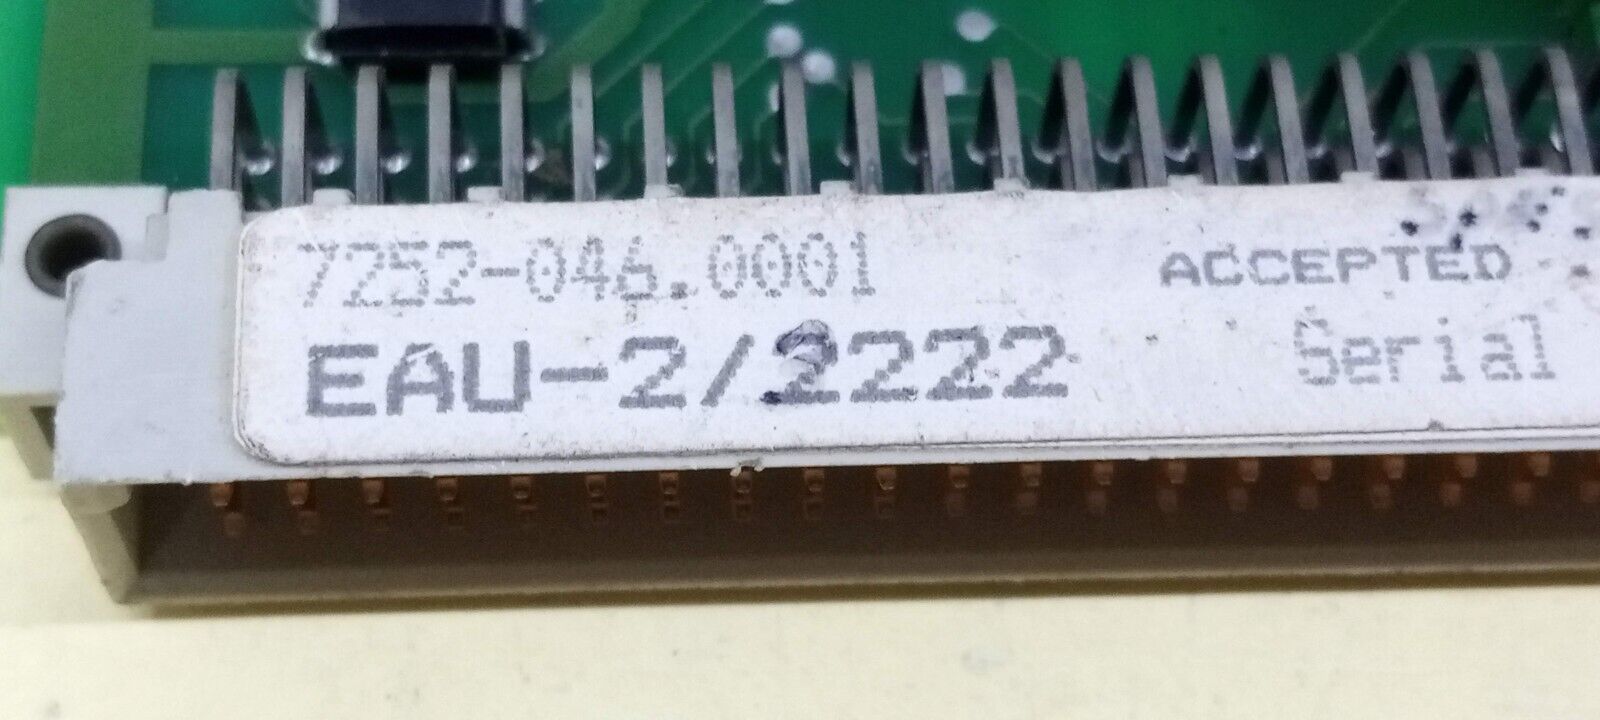 7252-046.0001
ACCEPTED
EAU-2/2222
Serial